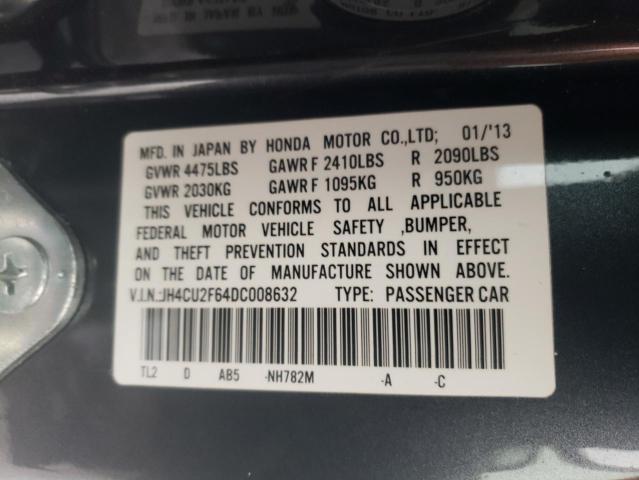 MFD. IN JAPAN BY HONDA MOTOR CO.,LTD; 01/'13
GVWR 4475LBS GAWR F 2410LBS R 2090LBS
GVWR 2030KG GAWR F 1095KG R 950KG
THIS VEHICLE CONFORMS TO ALL APPLICABLE
FEDERAL MOTOR VEHICLE SAFETY ,BUMPER,
AND THEFT PREVENTION STANDARDS IN EFFECT
ON THE DATE OF MANUFACTURE SHOWN ABOVE.
V.I.N.:JH4CU2F64DC008632 TYPE: PASSENGER CAR
TL2 D AB5 -NH782M -A -C